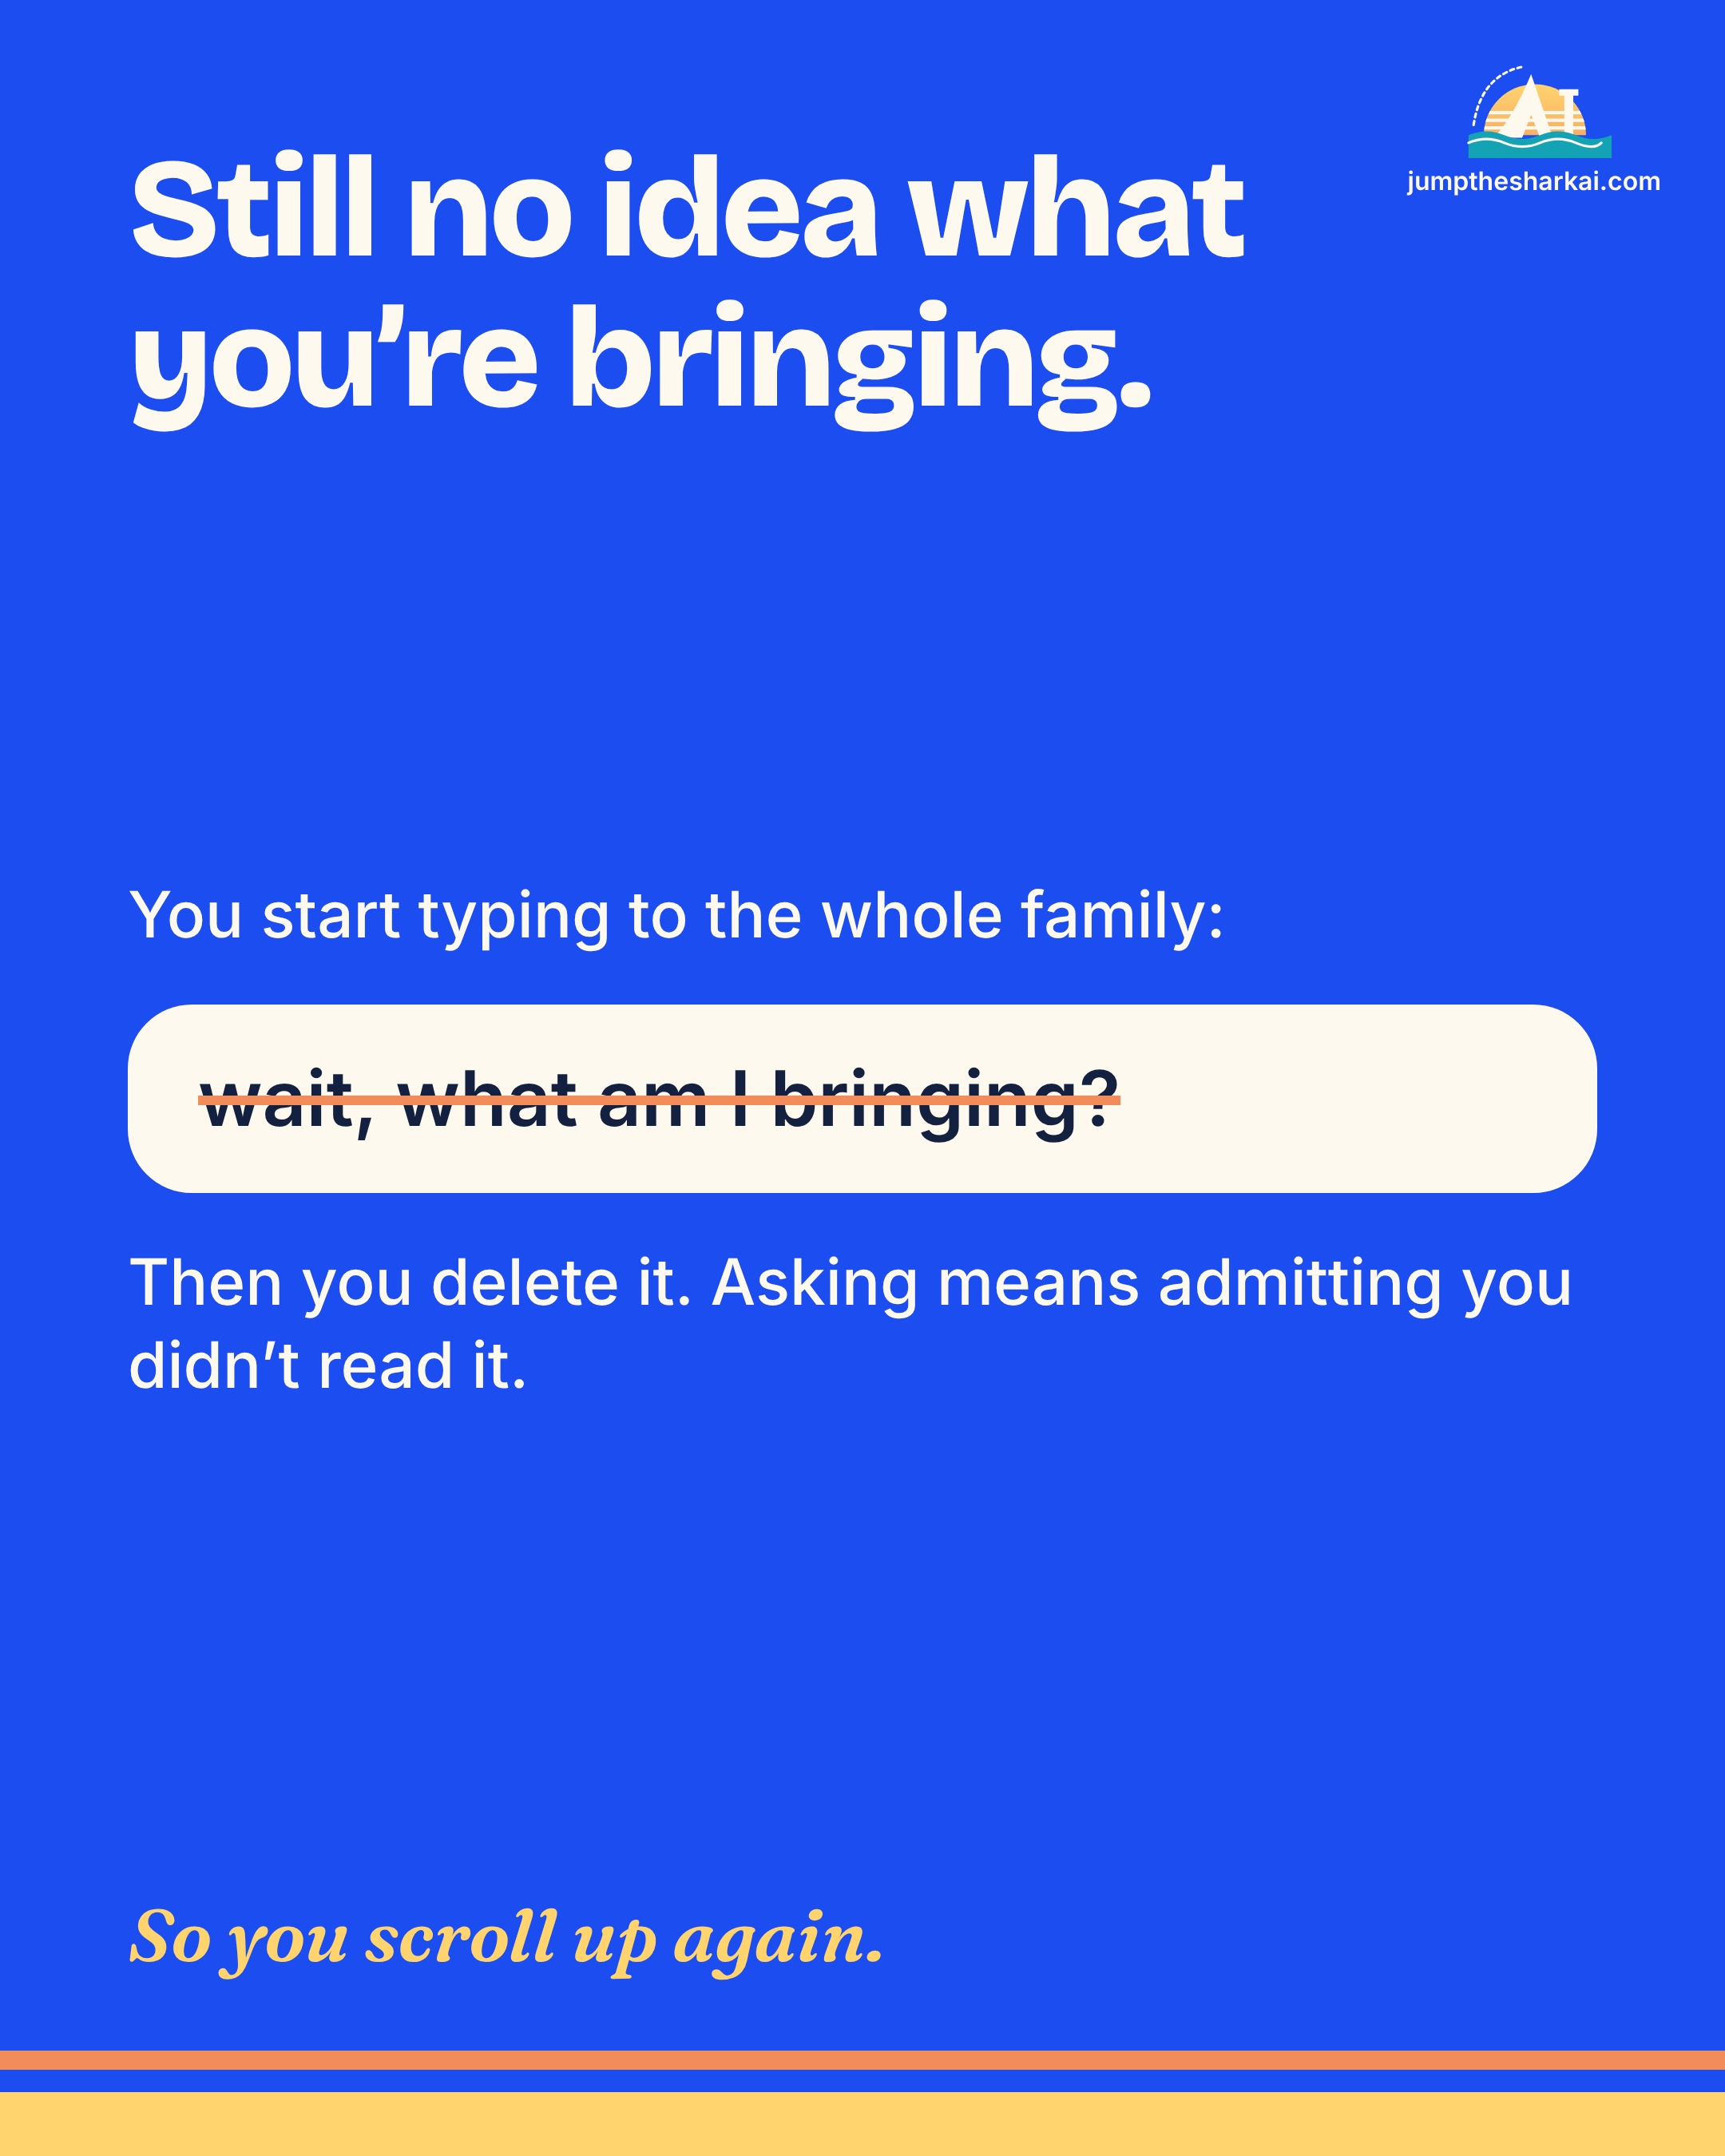 AI
jumpthesharkai.com
Still no idea what
you’re bringing.
You start typing to the whole family:
wait, what am I bringing?
Then you delete it. Asking means admitting you
didn’t read it.
So you scroll up again.